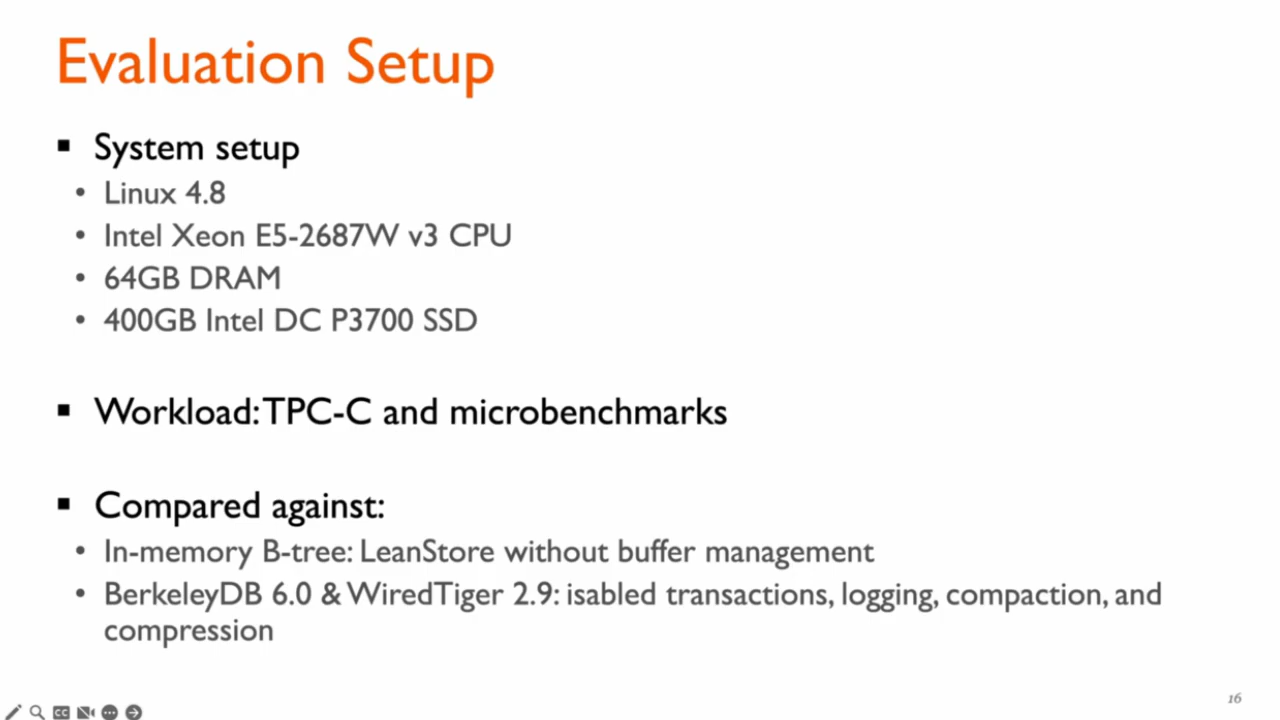 Evaluation Setup
▪ System setup
• Linux 4.8
• Intel Xeon E5-2687W v3 CPU
• 64GB DRAM
• 400GB Intel DC P3700 SSD
▪ Workload: TPC-C and microbenchmarks
▪ Compared against:
• In-memory B-tree: LeanStore without buffer management
• BerkeleyDB 6.0 & WiredTiger 2.9: isabled transactions, logging, compaction, and
compression
16
CC